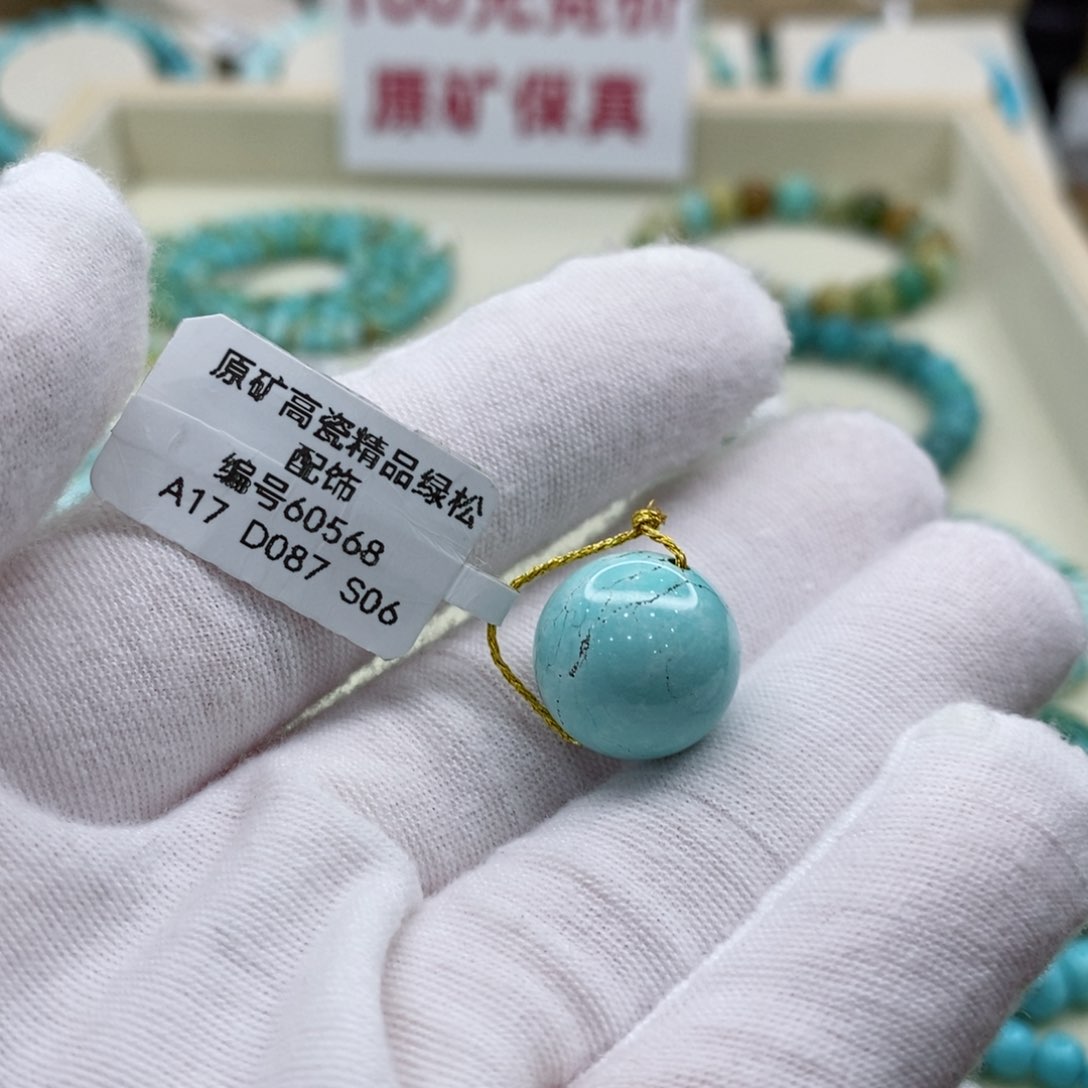 原矿保真
原矿高瓷精品绿松
配饰
编号60568
A17 D087 S06